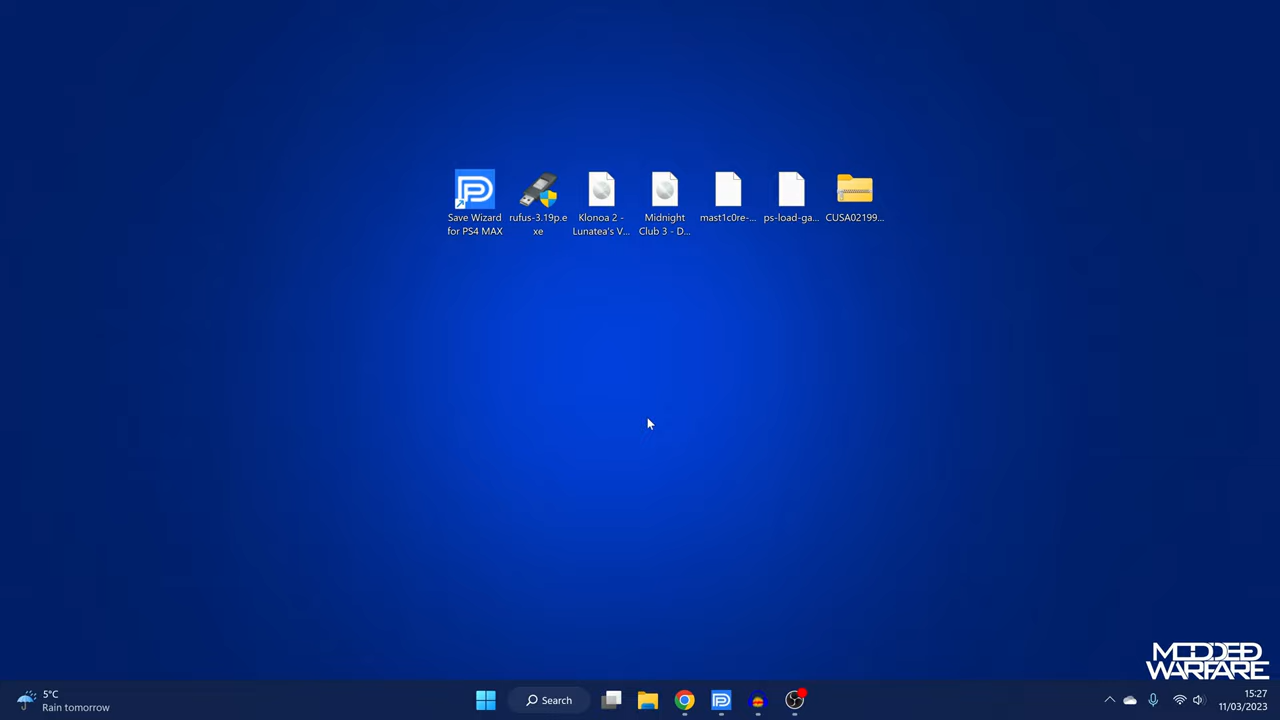 Save Wizard
for PS4 MAX
rufus-3.19p.e
xe
Klonoa 2 -
Lunatea's V...
Midnight
Club 3 - D...
mast1c0re-...
ps-load-ga...
CUSA02199...
MODDED
WARFARE
5°C
Rain tomorrow
Search
15:27
11/03/2023